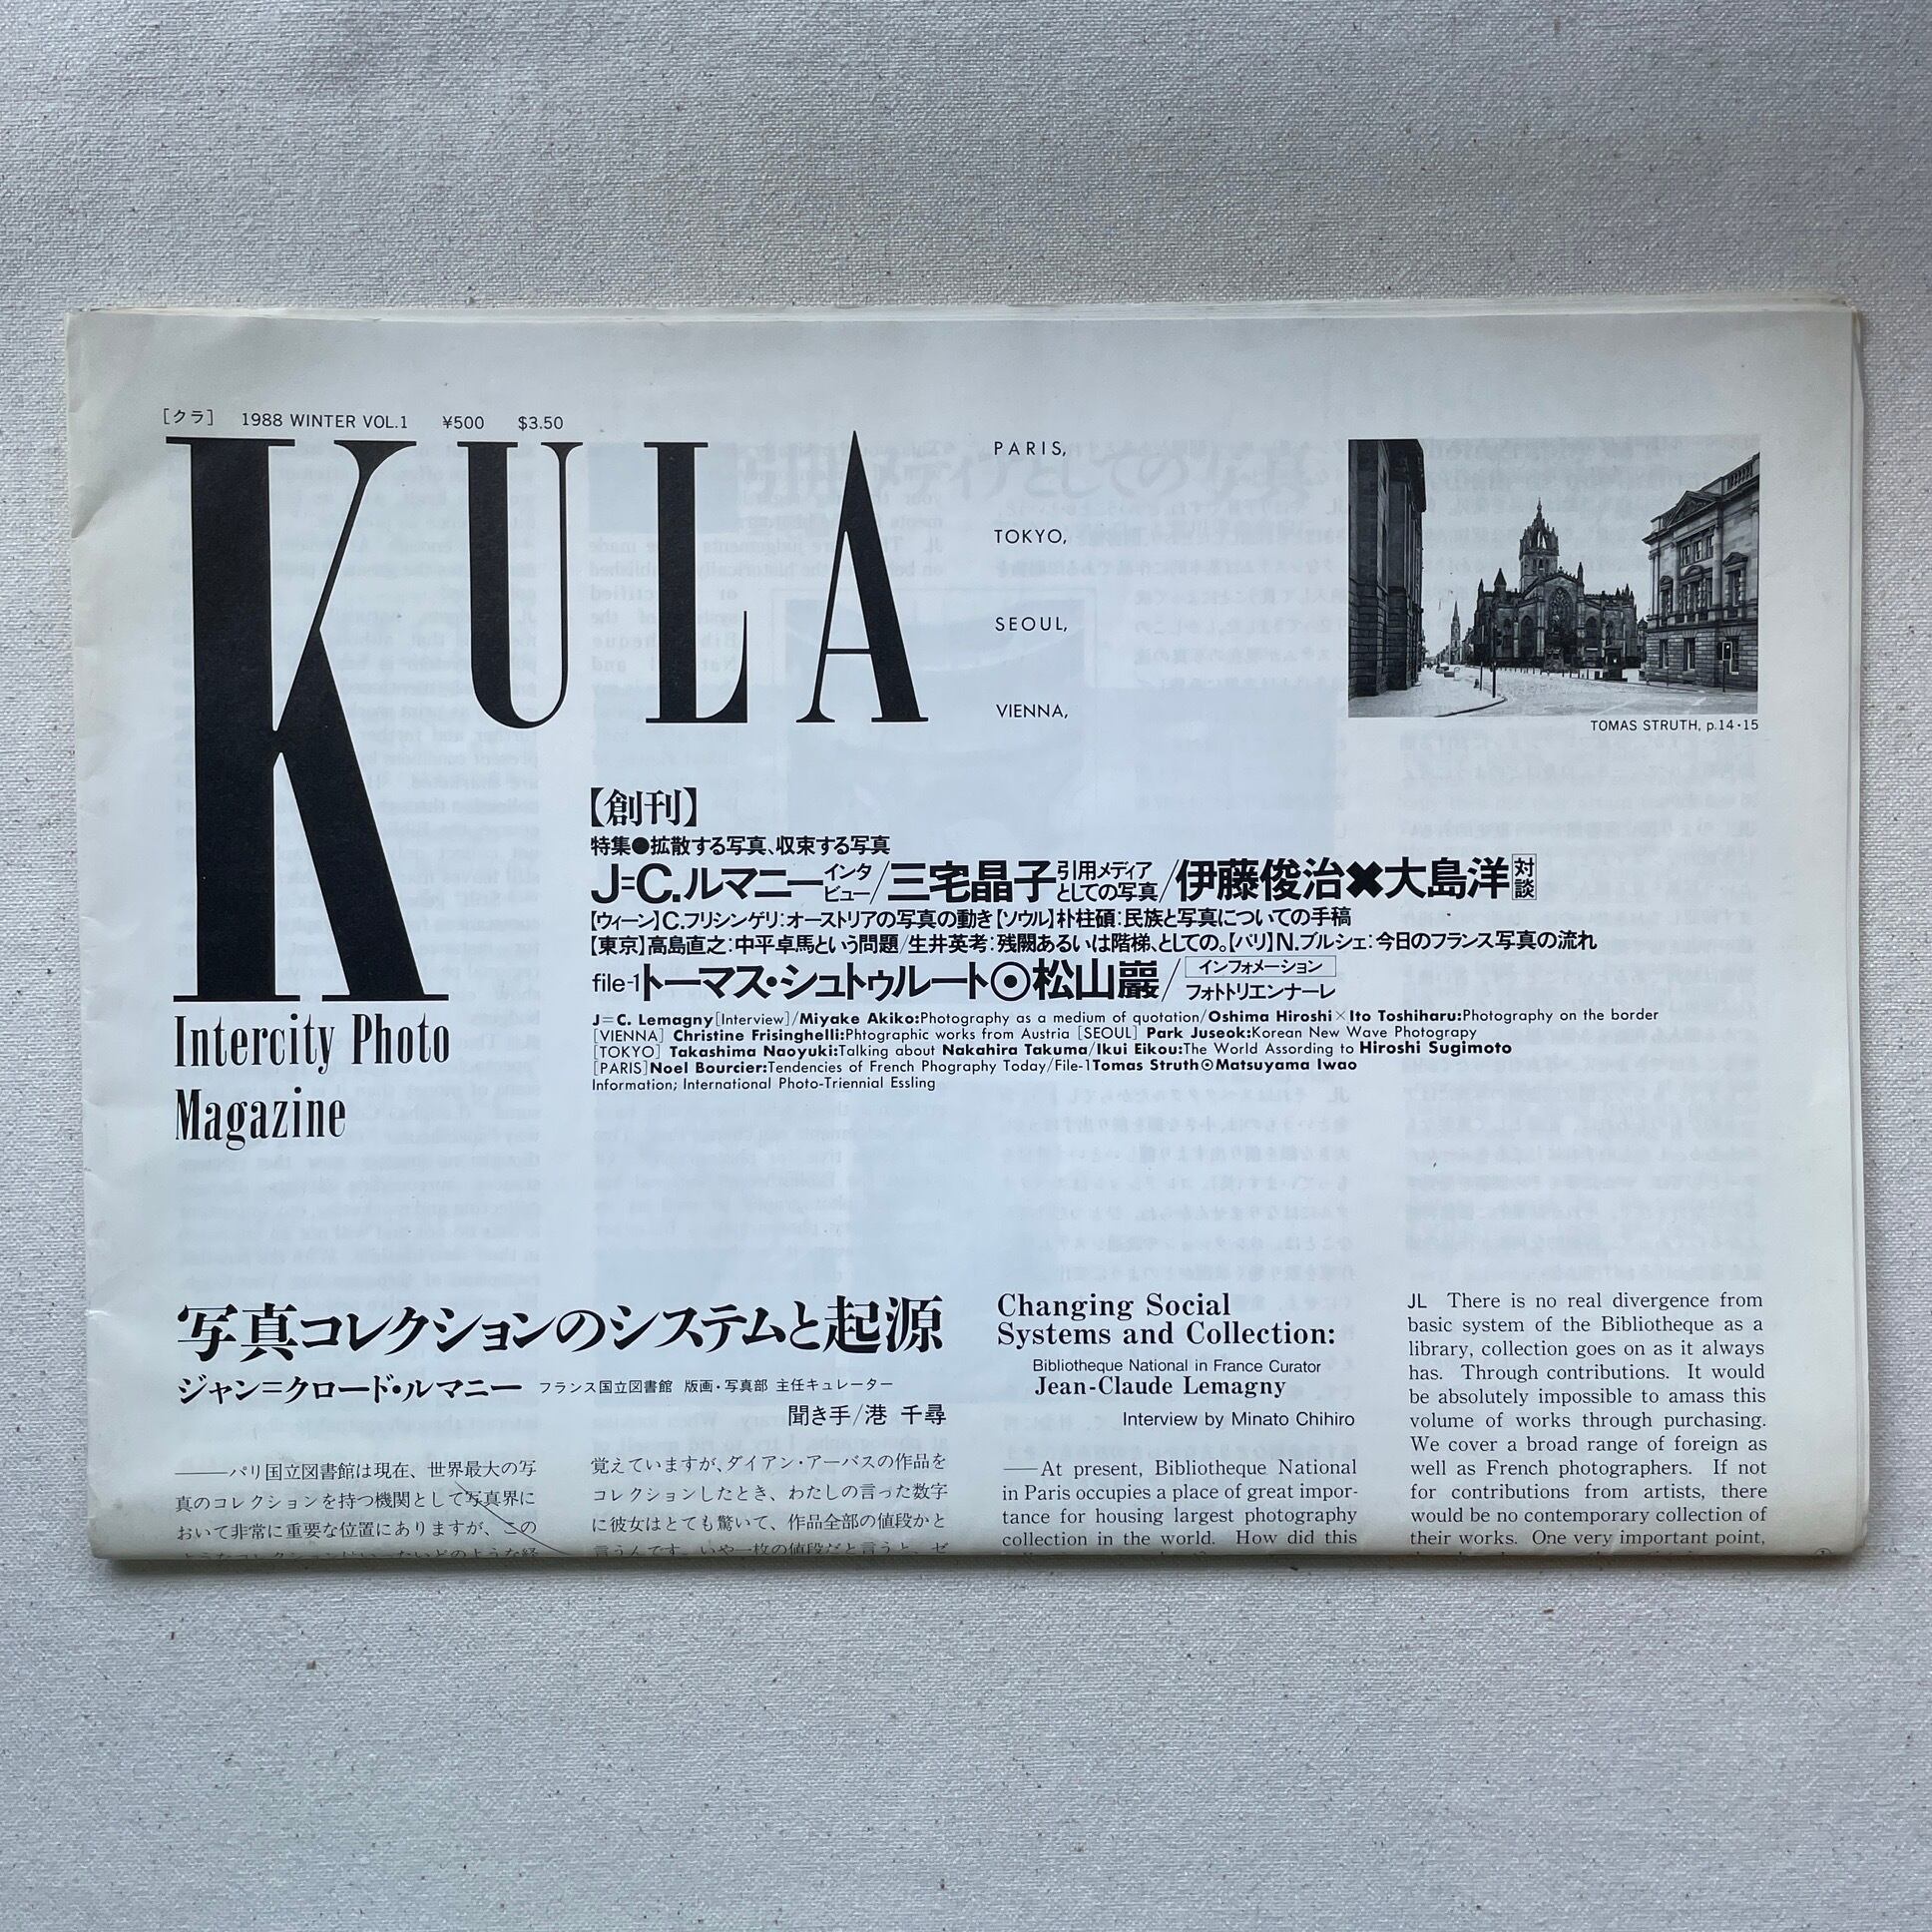 [クラ] 1988 WINTER VOL.1 ¥500 $3.50
KULA
PARIS,
TOKYO,
SEOUL,
VIENNA,
TOMAS STRUTH, p.14・15
Intercity Photo
Magazine
【創刊】
特集●拡散する写真、収束する写真
J=C.ルマニーインタビュー/三宅晶子引用メディアとしての写真/伊藤俊治✖大島洋対談
【ウィーン】C.フリシンゲリ:オーストリアの写真の動き【ソウル】朴柱碩:民族と写真についての手稿
【東京】高島直之:中平卓馬という問題/生井英考:残闕あるいは階梯、としての。【パリ】N.ブルシェ:今日のフランス写真の流れ
file-1トーマス・シュトゥルート⦿松山巖/インフォメーション フォトトリエンナーレ
J=C. Lemagny[Interview]/Miyake Akiko:Photography as a medium of quotation/Oshima Hiroshi×Ito Toshiharu:Photography on the border
[VIENNA] Christine Frisinghelli:Phtographic works from Austria [SEOUL] Park Juseok:Korean New Wave Photograpy
[TOKYO] Takashima Naoyuki:Talking about Nakahira Takuma/Ikui Eikou:The World Assording to Hiroshi Sugimoto
[PARIS]Noel Bourcier:Tendencies of French Phography Today/File-1Tomas Struth⦿Matsuyama Iwao
Information; International Photo-Triennial Essling
写真コレクションのシステムと起源
ジャン=クロード・ルマニー フランス国立図書館 版画・写真部 主任キュレーター
聞き手/港 千尋
——パリ国立図書館は現在、世界最大の写
真のコレクションを持つ機関として写真界に
おいて非常に重要な位置にありますが、この
覚えていますが、ダイアン・アーバスの作品を
コレクションしたとき、わたしの言った数字
に彼女はとても驚いて、作品全部の値段かと
言うんです。いや一枚の値段だと言うと、ゼ
Changing Social
Systems and Collection:
Bibliotheque National in France Curator
Jean-Claude Lemagny
Interview by Minato Chihiro
——At present, Bibliotheque National
in Paris occupies a place of great impor-
tance for housing largest photography
collection in the world. How did this
JL There is no real divergence from
basic system of the Bibliotheque as a
library, collection goes on as it always
has. Through contributions. It would
be absolutely impossible to amass this
volume of works through purchasing.
We cover a broad range of foreign as
well as French photographers. If not
for contributions from artists, there
would be no contemporary collection of
their works. One very important point,